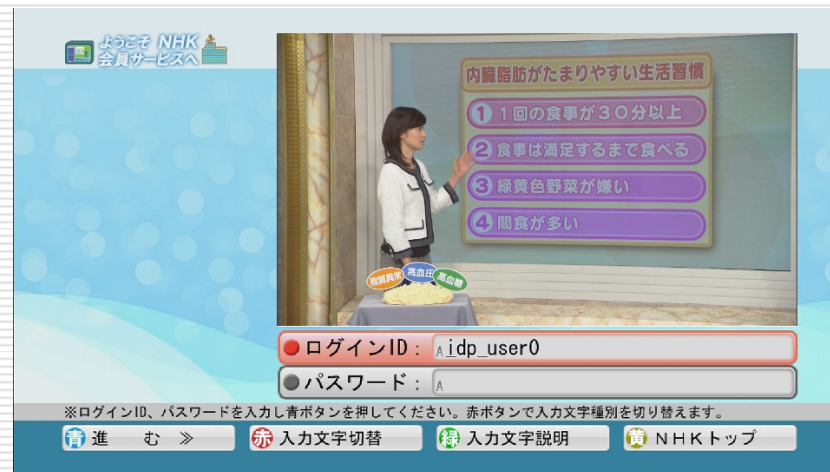 ようこそ NHK
会員サービスへ
内臓脂肪がたまりやすい生活習慣
① 1回の食事が30分以上
② 食事は満足するまで食べる
③ 緑黄色野菜が嫌い
④ 間食が多い
脂質異常 高血圧 高血糖
ログインID： A idp_user0
パスワード： A
※ログインID、パスワードを入力し青ボタンを押してください。赤ボタンで入力文字種別を切り替えます。
青 進 む ≫ 赤 入力文字切替 緑 入力文字説明 黄 NHKトップ